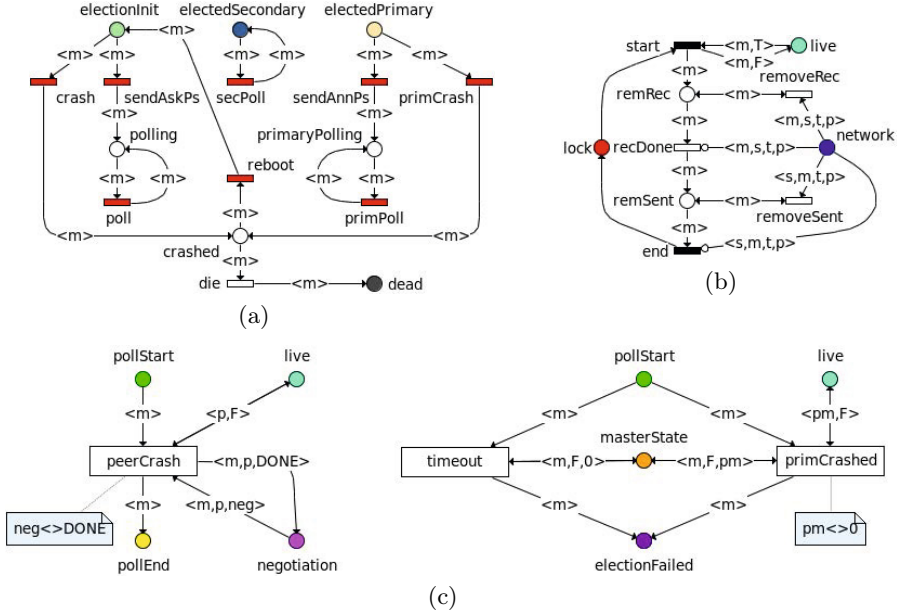 electionInit electedSecondary electedPrimary
<m> <m> <m> <m> <m> <m>
crash sendAskPs secPoll sendAnnPs primCrash
<m> <m>
polling primaryPolling
<m> <m> reboot <m> <m>
poll primPoll
<m> <m> <m>
crashed
<m>
die <m> dead
(a)
start <m,T> live
<m,F>
<m> removeRec
remRec <m>
<m> <m,s,t,p> network
lock recDone <m,s,t,p>
<m> <s,m,t,p>
remSent <m>
<m> removeSent
end <s,m,t,p>
(b)
pollStart live
<m> <p,F>
peerCrash <m,p,DONE>
<m> <m,p,neg>
neg<>DONE
pollEnd negotiation
pollStart live
<m> <m> <pm,F>
masterState
timeout <m,F,0> <m,F,pm> primCrashed
<m> <m>
pm<>0
electionFailed
(c)